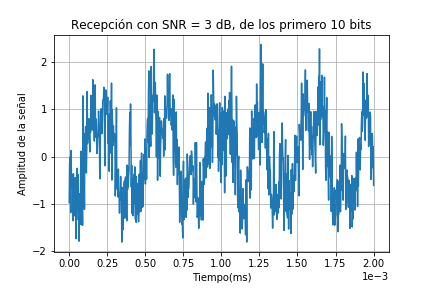 Recepción con SNR = 3 dB, de los primero 10 bits
Amplitud de la señal
2
1
0
−1
−2
0.00 0.25 0.50 0.75 1.00 1.25 1.50 1.75 2.00
Tiempo(ms)
1e−3